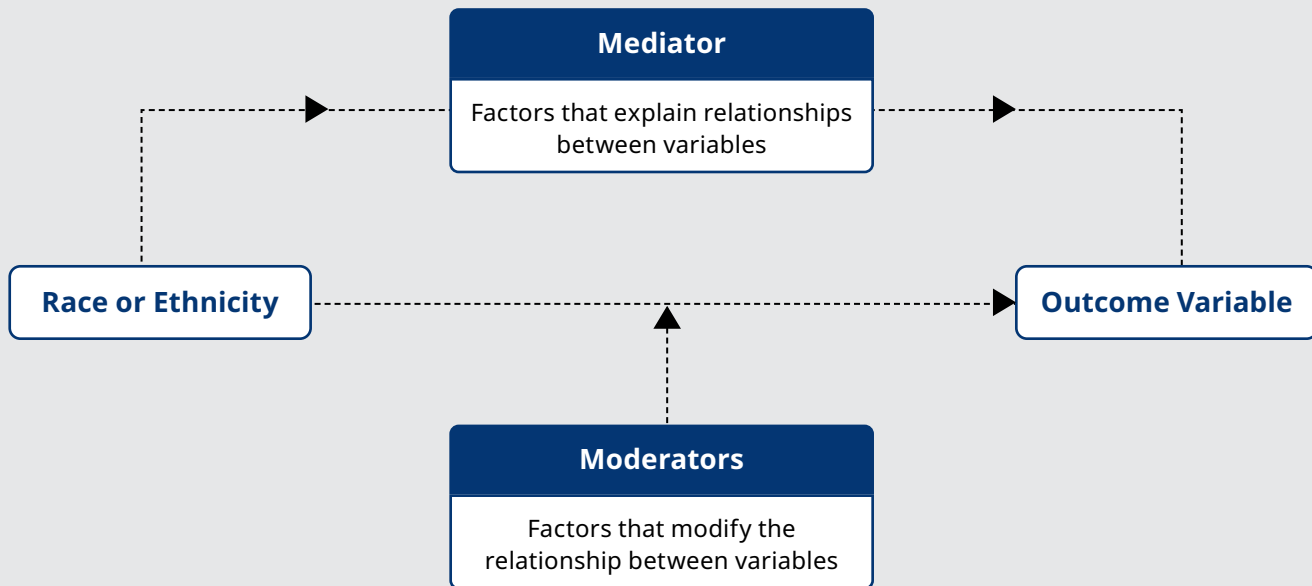 Mediator
Factors that explain relationships
between variables
Race or Ethnicity
Outcome Variable
Moderators
Factors that modify the
relationship between variables